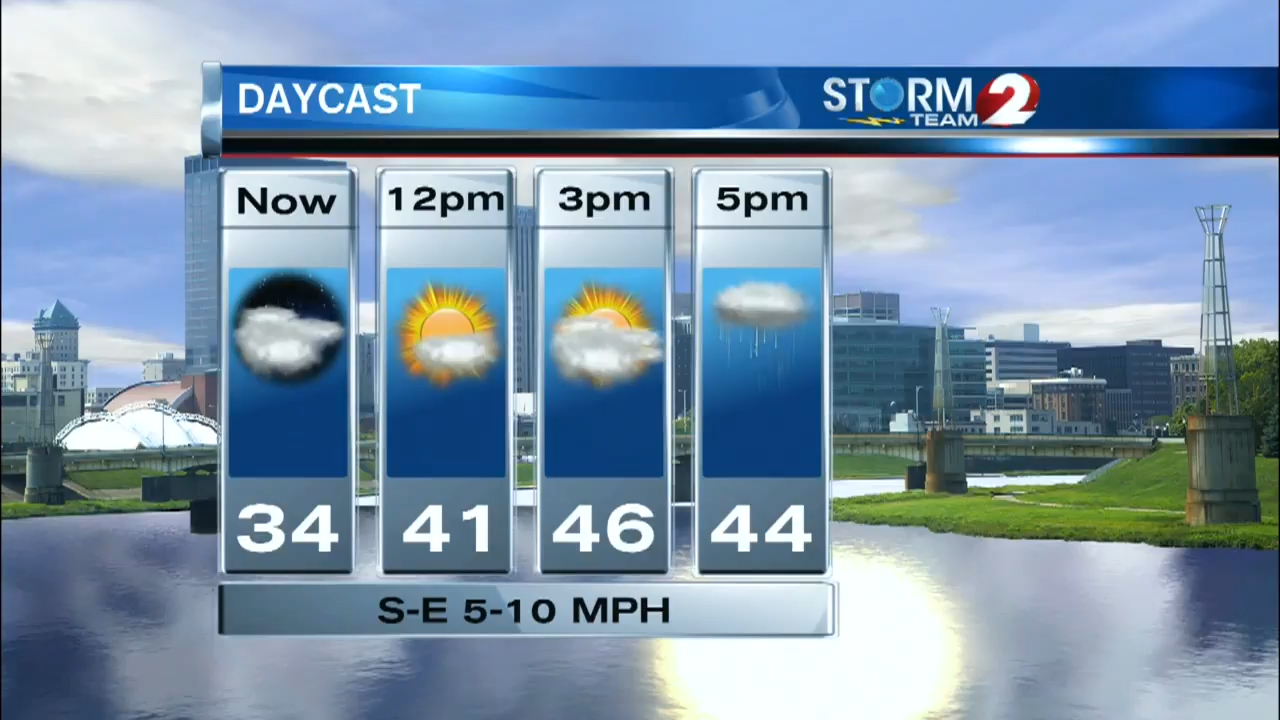 DAYCAST
STORM
TEAM 2
Now 12pm 3pm 5pm
34 41 46 44
S-E 5-10 MPH